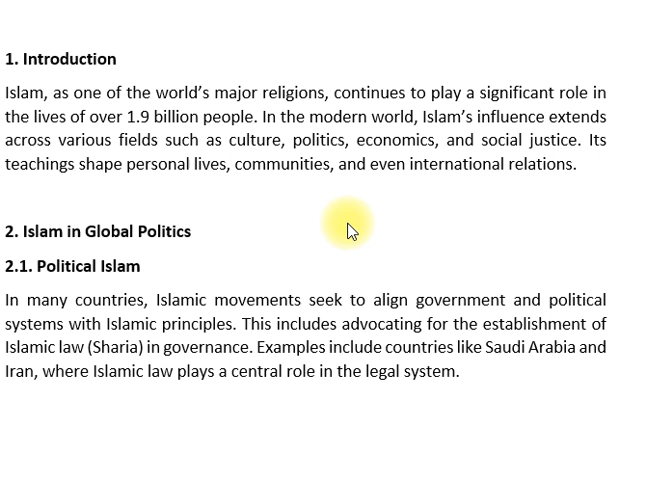 1. Introduction
Islam, as one of the world’s major religions, continues to play a significant role in
the lives of over 1.9 billion people. In the modern world, Islam’s influence extends
across various fields such as culture, politics, economics, and social justice. Its
teachings shape personal lives, communities, and even international relations.
2. Islam in Global Politics
2.1. Political Islam
In many countries, Islamic movements seek to align government and political
systems with Islamic principles. This includes advocating for the establishment of
Islamic law (Sharia) in governance. Examples include countries like Saudi Arabia and
Iran, where Islamic law plays a central role in the legal system.